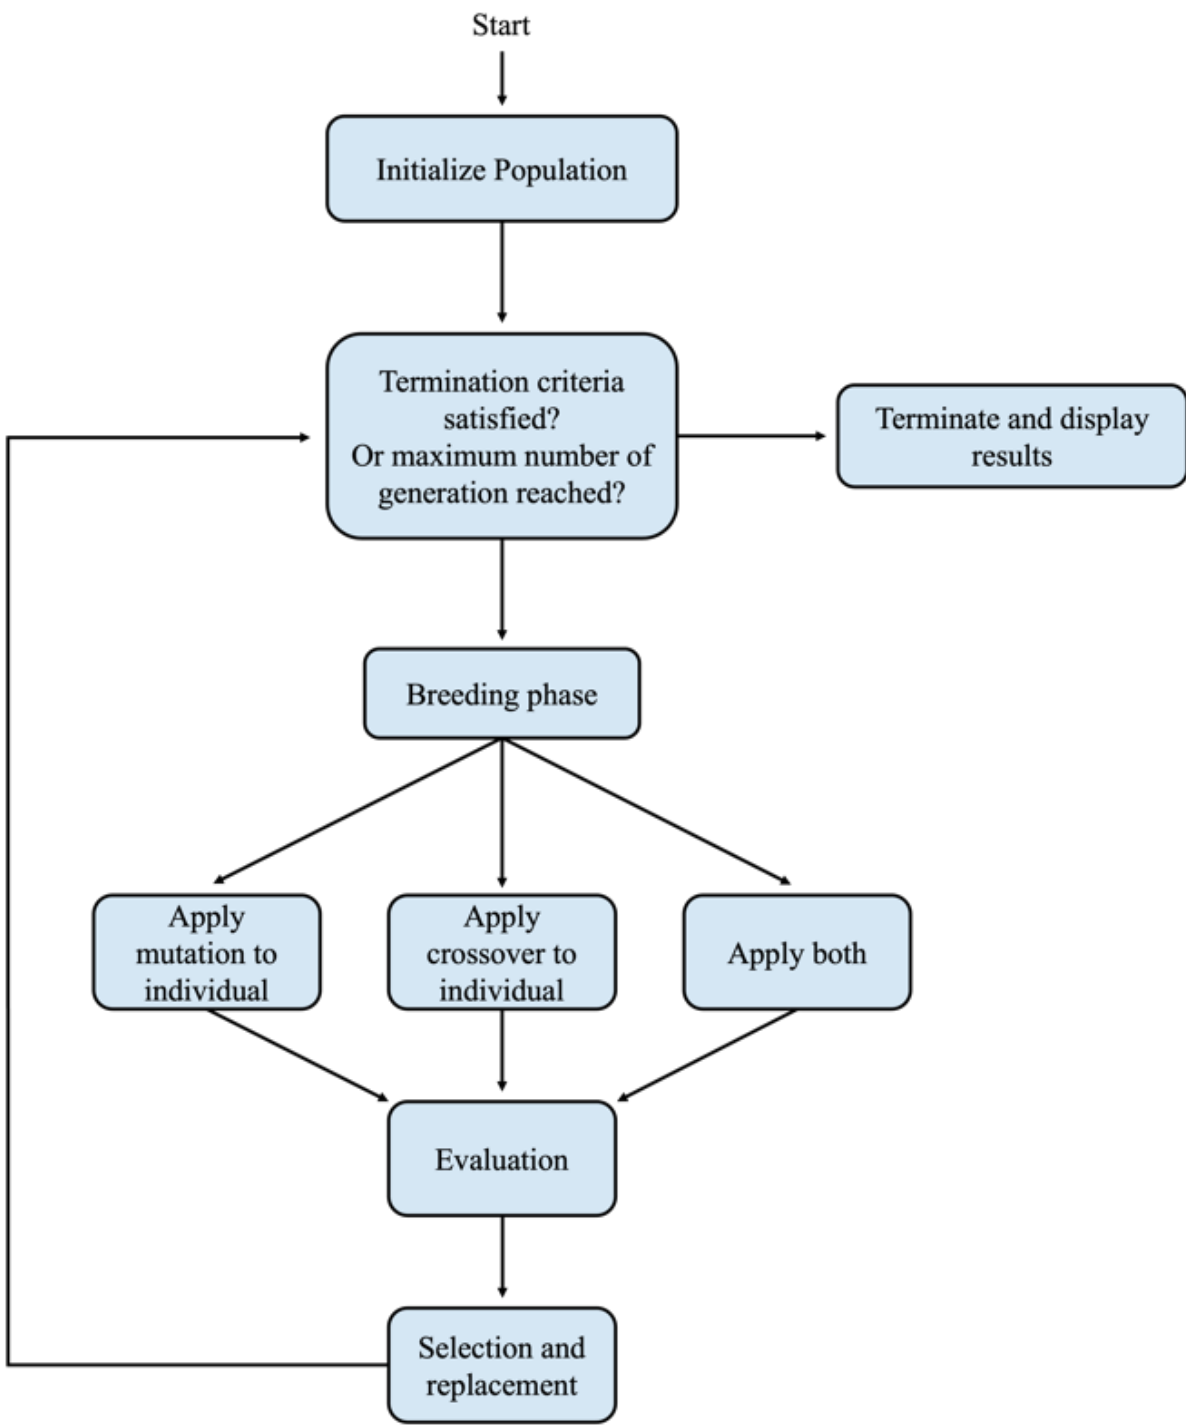 Start
Initialize Population
Termination criteria
satisfied?
Or maximum number of
generation reached?
Terminate and display
results
Breeding phase
Apply
mutation to
individual
Apply
crossover to
individual
Apply both
Evaluation
Selection and
replacement